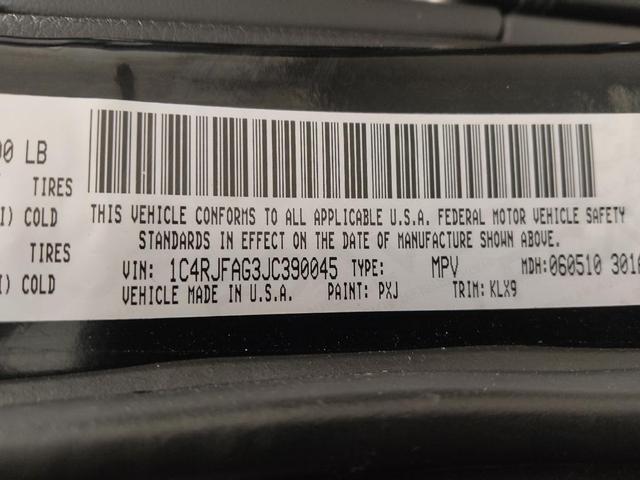 00 LB
TIRES
I) COLD
TIRES
I) COLD
THIS VEHICLE CONFORMS TO ALL APPLICABLE U.S.A. FEDERAL MOTOR VEHICLE SAFETY
STANDARDS IN EFFECT ON THE DATE OF MANUFACTURE SHOWN ABOVE.
VIN: 1C4RJFAG3JC390045 TYPE: MPV MDH:060510 301
VEHICLE MADE IN U.S.A. PAINT: PXJ TRIM: KLX9